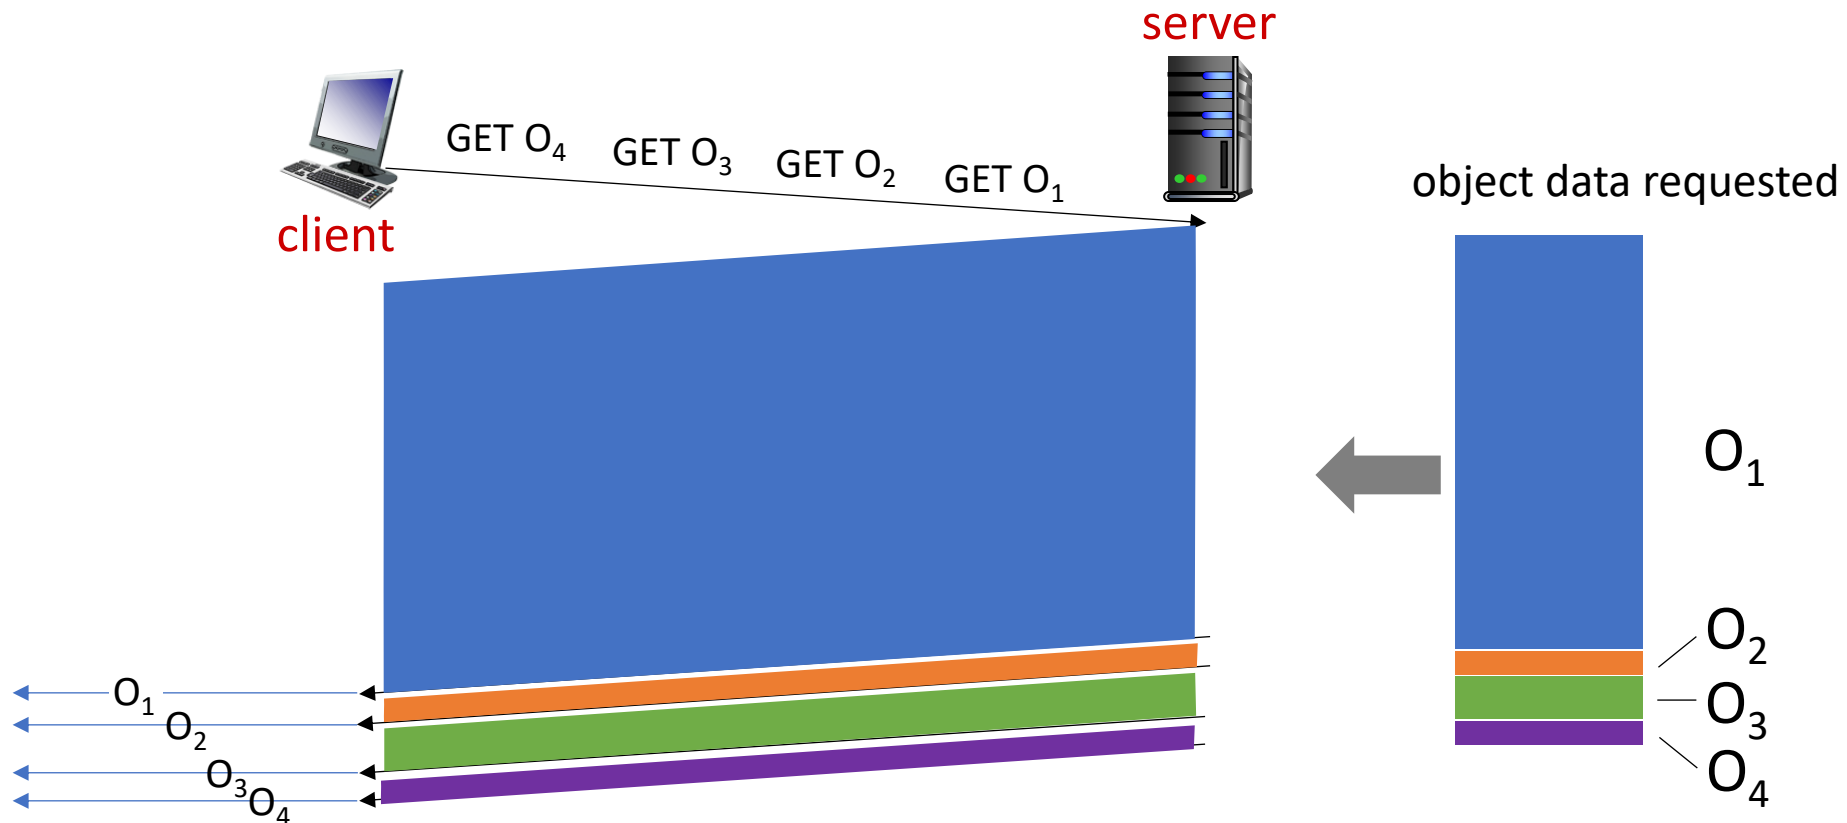 server
GET O₄
GET O₃
GET O₂
GET O₁
object data requested
client
O₁
O₂
O₃
O₄
O₁
O₂
O₃
O₄